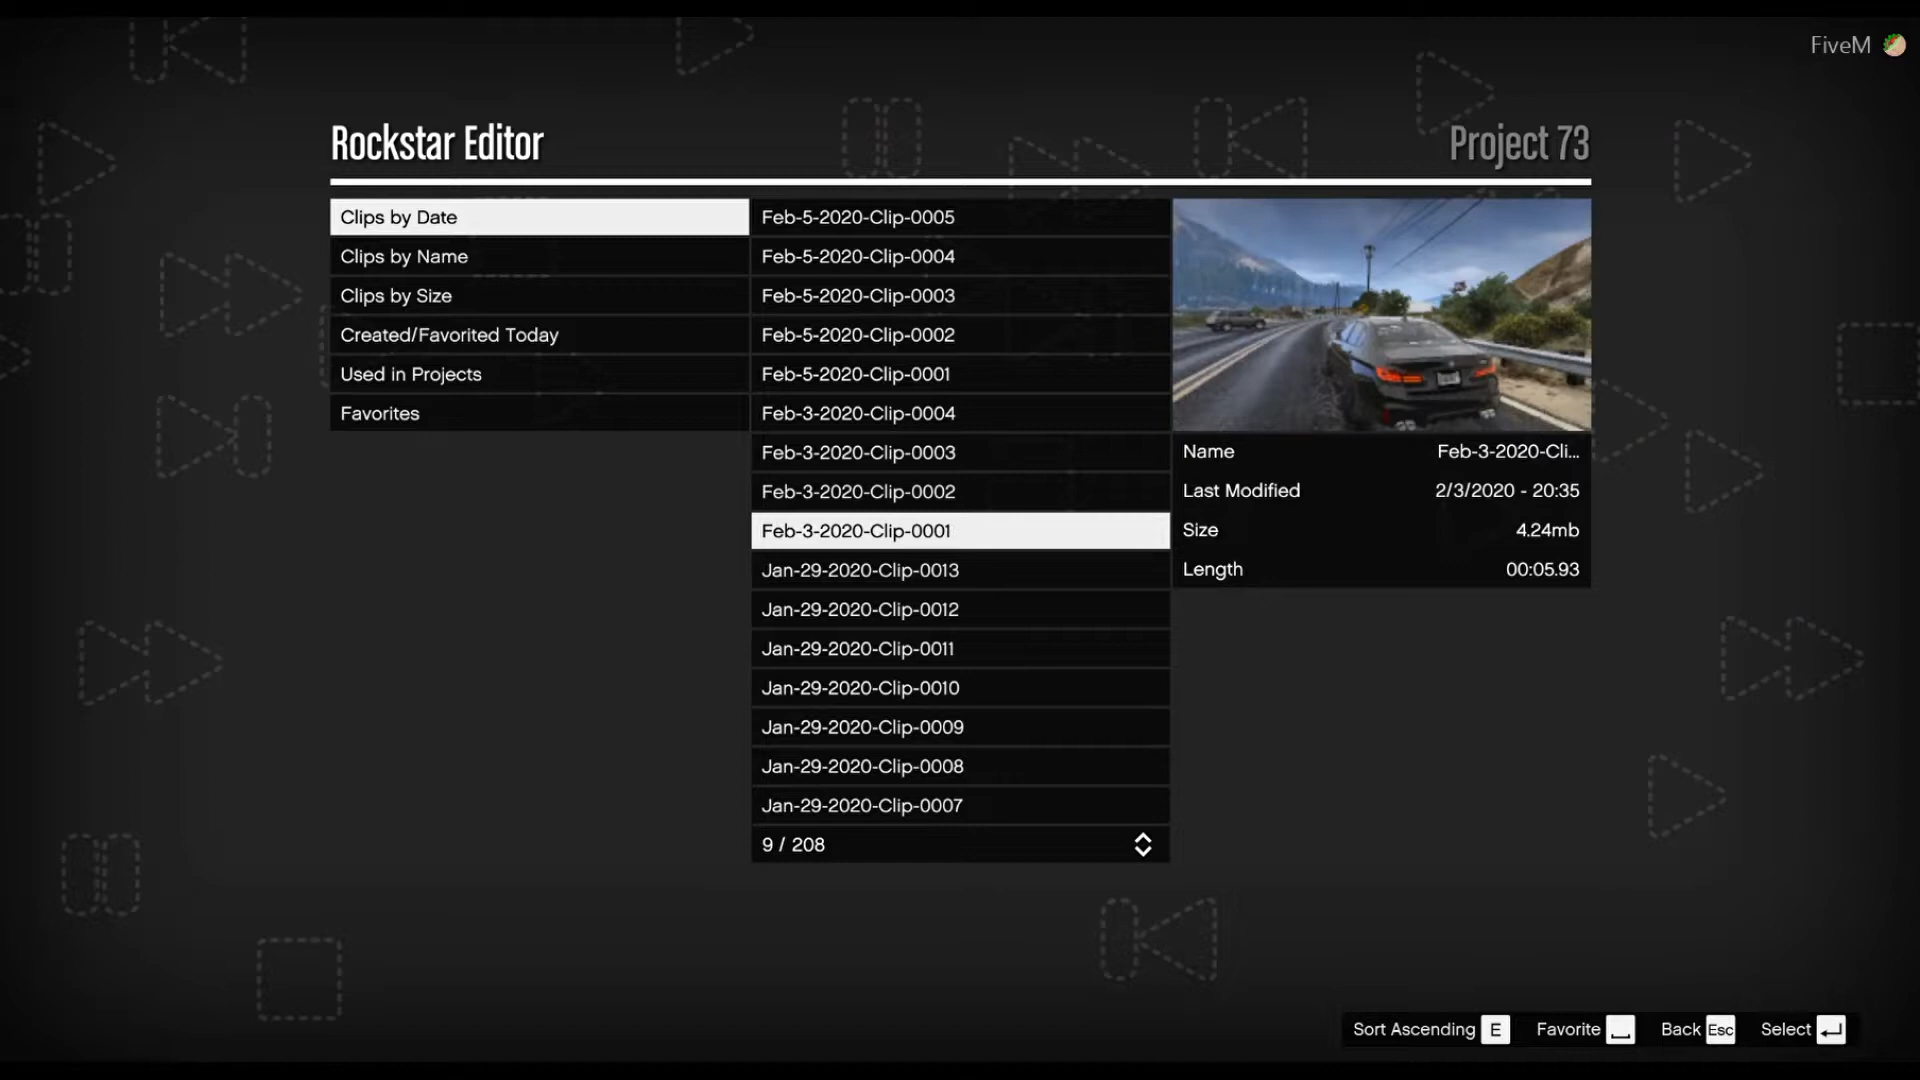 FiveM
Rockstar Editor
Project 73
Clips by Date
Clips by Name
Clips by Size
Created/Favorited Today
Used in Projects
Favorites
Feb-5-2020-Clip-0005
Feb-5-2020-Clip-0004
Feb-5-2020-Clip-0003
Feb-5-2020-Clip-0002
Feb-5-2020-Clip-0001
Feb-3-2020-Clip-0004
Feb-3-2020-Clip-0003
Feb-3-2020-Clip-0002
Feb-3-2020-Clip-0001
Jan-29-2020-Clip-0013
Jan-29-2020-Clip-0012
Jan-29-2020-Clip-0011
Jan-29-2020-Clip-0010
Jan-29-2020-Clip-0009
Jan-29-2020-Clip-0008
Jan-29-2020-Clip-0007
9 / 208
Name Feb-3-2020-Cli...
Last Modified 2/3/2020 - 20:35
Size 4.24mb
Length 00:05.93
Sort Ascending E Favorite Back Esc Select